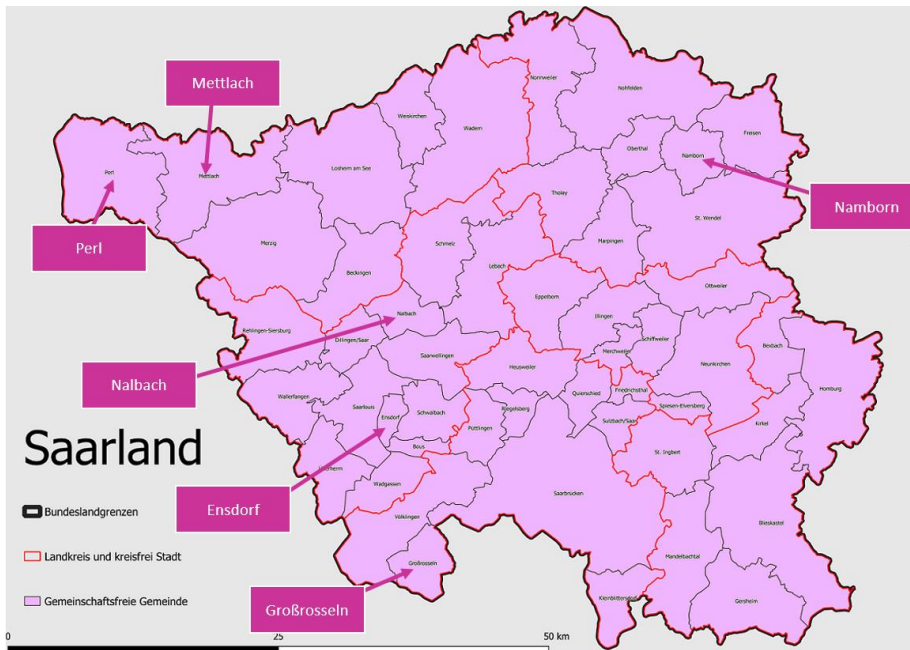 Mettlach
Nonnweiler
Nohfelden
Weiskirchen
Wadern
Freisen
Oberthal
Namborn
Losheim am See
Perl
Mettlach
Tholey
Namborn
St. Wendel
Perl
Merzig
Schmelz
Marpingen
Beckingen
Lebach
Ottweiler
Eppelborn
Nalbach
Illingen
Rehlingen-Siersburg
Dillingen/Saar
Schiffweiler
Bexbach
Saarwellingen
Merchweiler
Neunkirchen
Nalbach
Heusweiler
Homburg
Quierschied
Friedrichsthal
Wallerfangen
Saarlouis
Schwalbach
Riegelsberg
Spiesen-Elversberg
Ensdorf
Püttlingen
Sulzbach/Saar
Kirkel
Saarland
Bous
St. Ingbert
Wadgassen
Saarbrücken
Ensdorf
Bundeslandgrenzen
Völklingen
Blieskastel
Landkreis und kreisfrei Stadt
Großrosseln
Mandelbachtal
Gemeinschaftsfreie Gemeinde
Großrosseln
Kleinblittersdorf
Gersheim
0 25 50 km